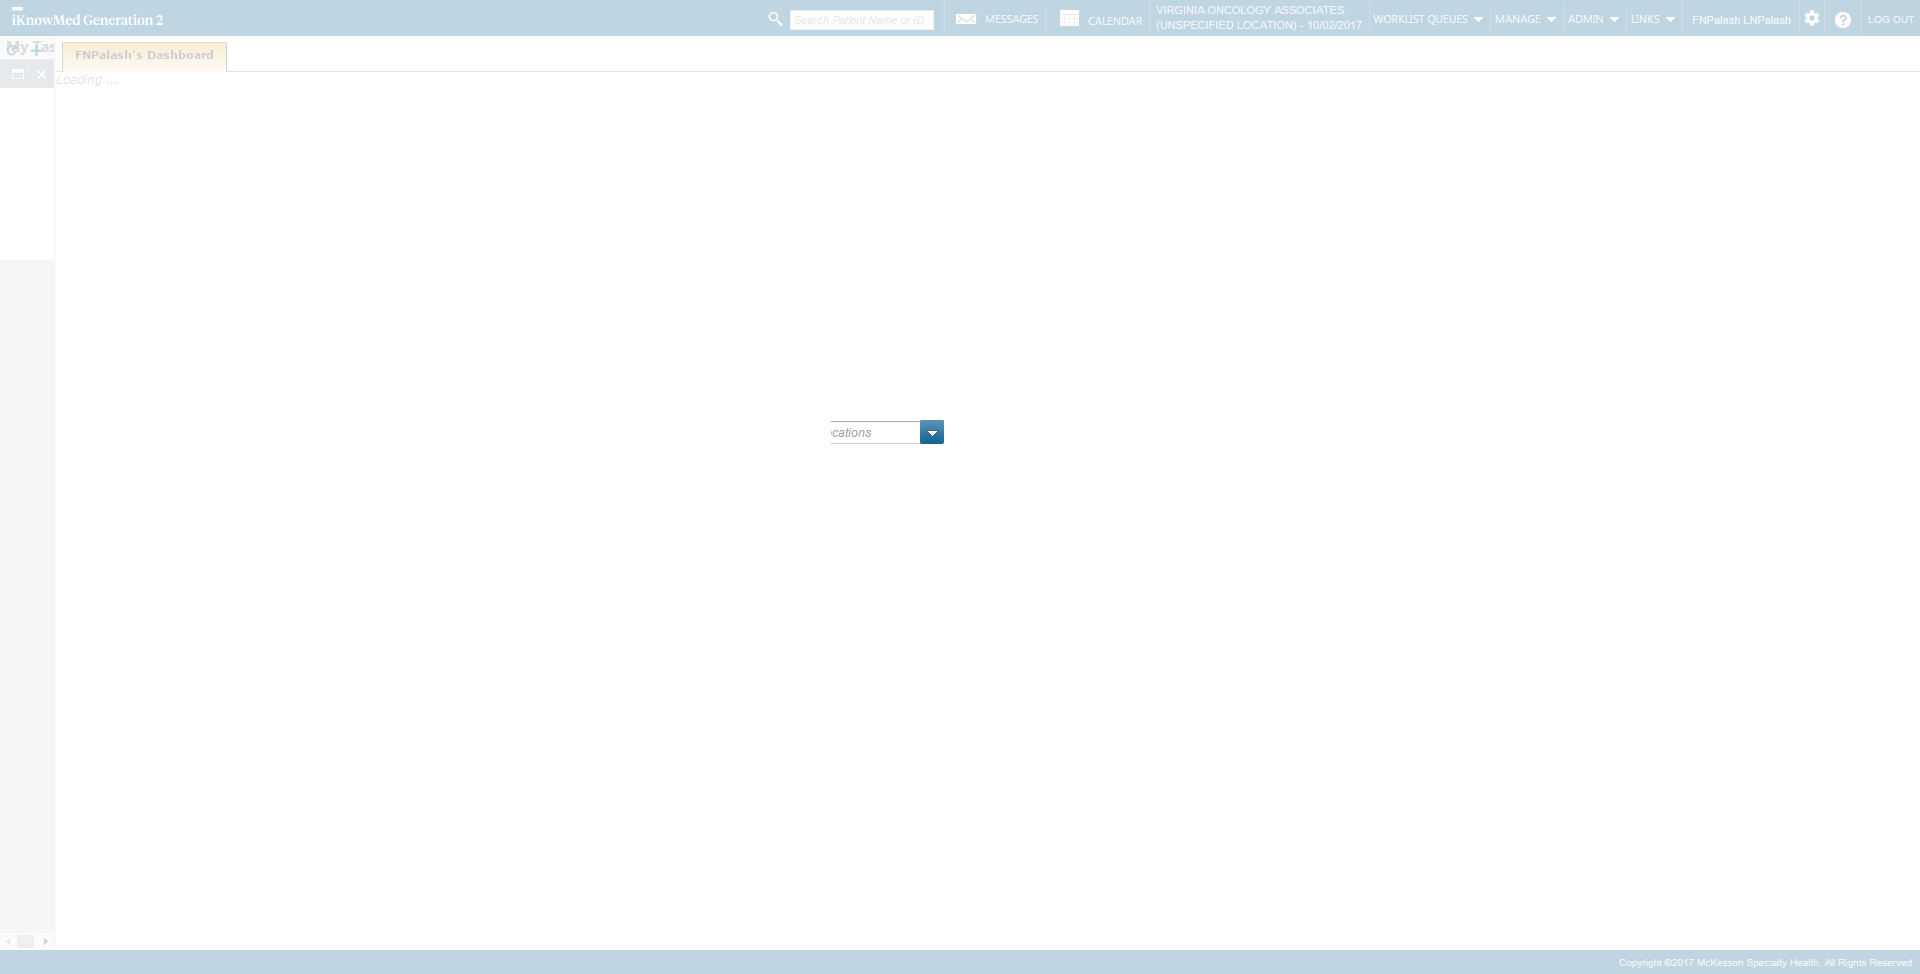 iKnowMed Generation 2
Search Patient Name or ID
MESSAGES
CALENDAR
VIRGINIA ONCOLOGY ASSOCIATES
(UNSPECIFIED LOCATION) - 10/02/2017
WORKLIST QUEUES
MANAGE
ADMIN
LINKS
FNPalash LNPalash
LOG OUT
My Tas
FNPalash's Dashboard
Loading ...
cations
Copyright ©2017 McKesson Specialty Health. All Rights Reserved